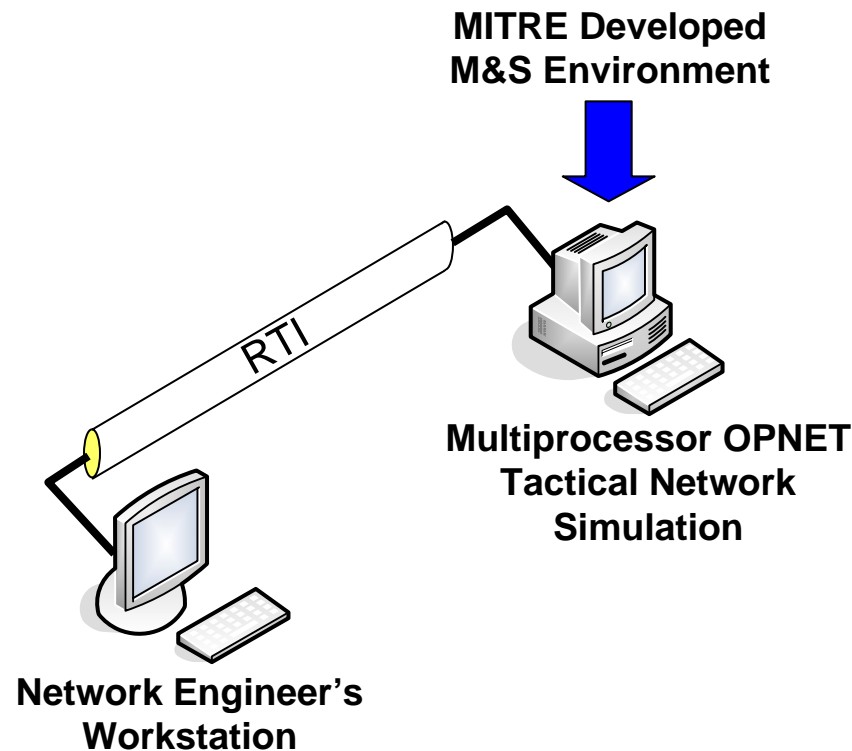 MITRE Developed
M&S Environment
RTI
Multiprocessor OPNET
Tactical Network
Simulation
Network Engineer’s
Workstation